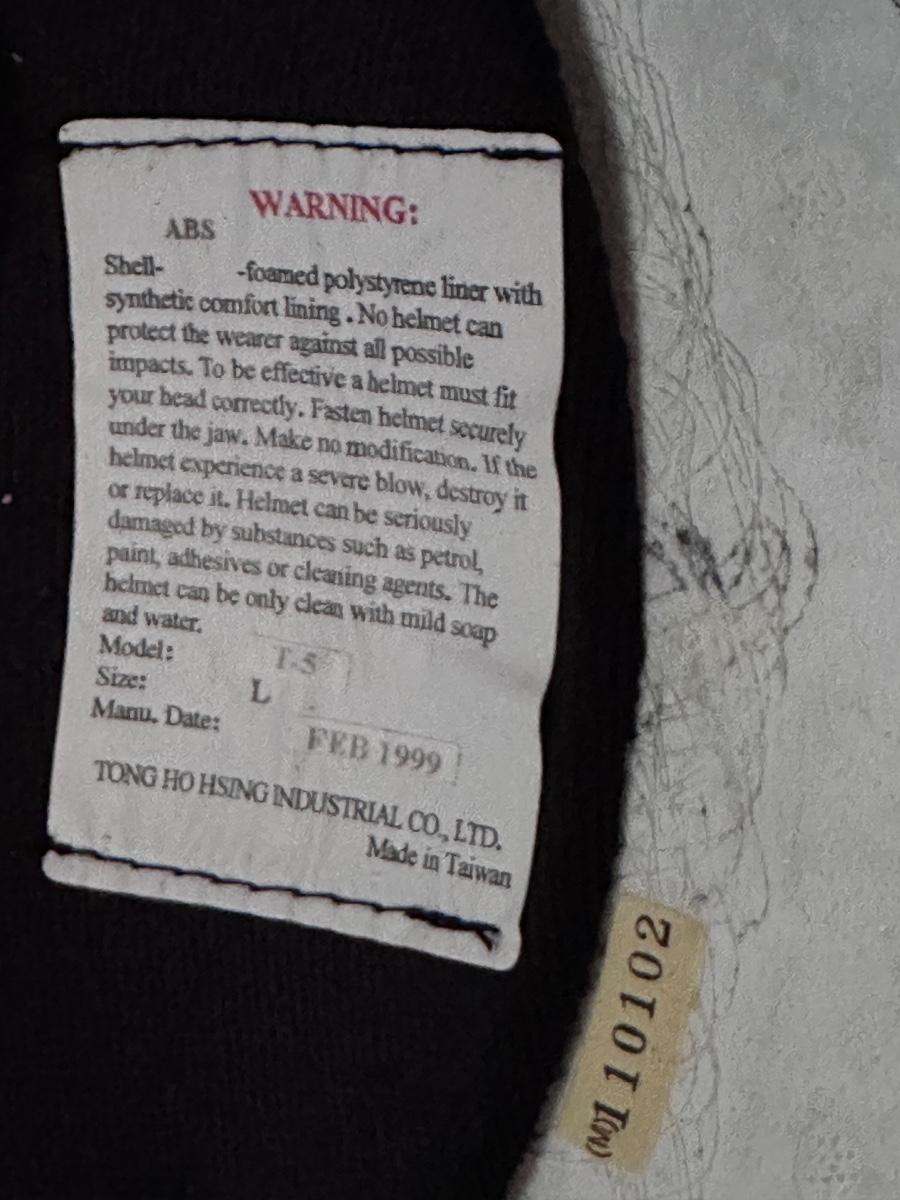 WARNING:
ABS
Shell- -foamed polystyrene liner with
synthetic comfort lining . No helmet can
protect the wearer against all possible
impacts. To be effective a helmet must fit
your head correctly. Fasten helmet securely
under the jaw. Make no modification. If the
helmet experience a severe blow, destroy it
or replace it. Helmet can be seriously
damaged by substances such as petrol,
paint, adhesives or cleaning agents. The
helmet can be only clean with mild soap
and water.
Model: T-5
Size: L
Manu. Date: FEB 1999
TONG HO HSING INDUSTRIAL CO., LTD.
Made in Taiwan
(M)110102